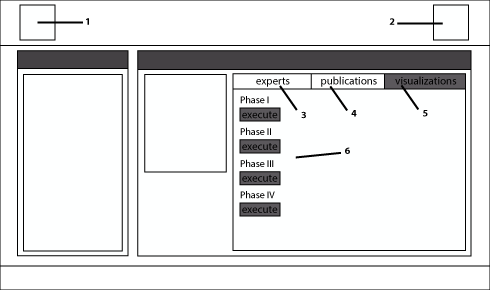 1
2
experts publications visualizations
3 4 5
Phase I
execute
Phase II
execute
6
Phase III
execute
Phase IV
execute